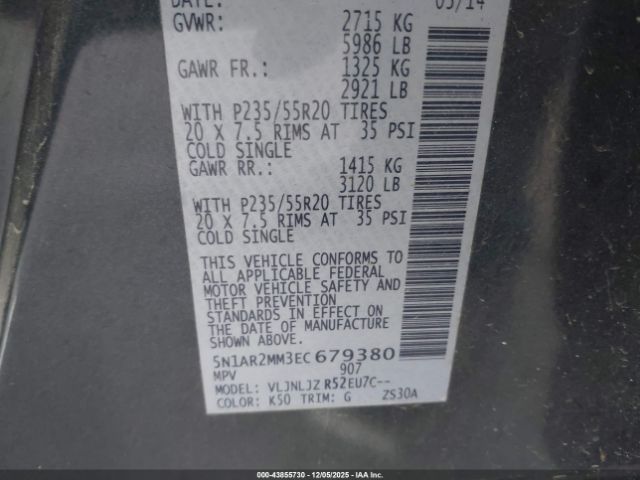 DATE: 05/14
GVWR: 2715 KG
5986 LB
GAWR FR.: 1325 KG
2921 LB
WITH P235/55R20 TIRES
20 X 7.5 RIMS AT 35 PSI
COLD SINGLE
GAWR RR.: 1415 KG
3120 LB
WITH P235/55R20 TIRES
20 X 7.5 RIMS AT 35 PSI
COLD SINGLE
THIS VEHICLE CONFORMS TO
ALL APPLICABLE FEDERAL
MOTOR VEHICLE SAFETY AND
THEFT PREVENTION
STANDARDS IN EFFECT ON
THE DATE OF MANUFACTURE
SHOWN ABOVE.
5N1AR2MM3EC679380
MPV 907
MODEL: VLJNLJZ R52EU7C--
COLOR: K50 TRIM: G ZS30A
000-43855730 - 12/05/2025 - IAA Inc.